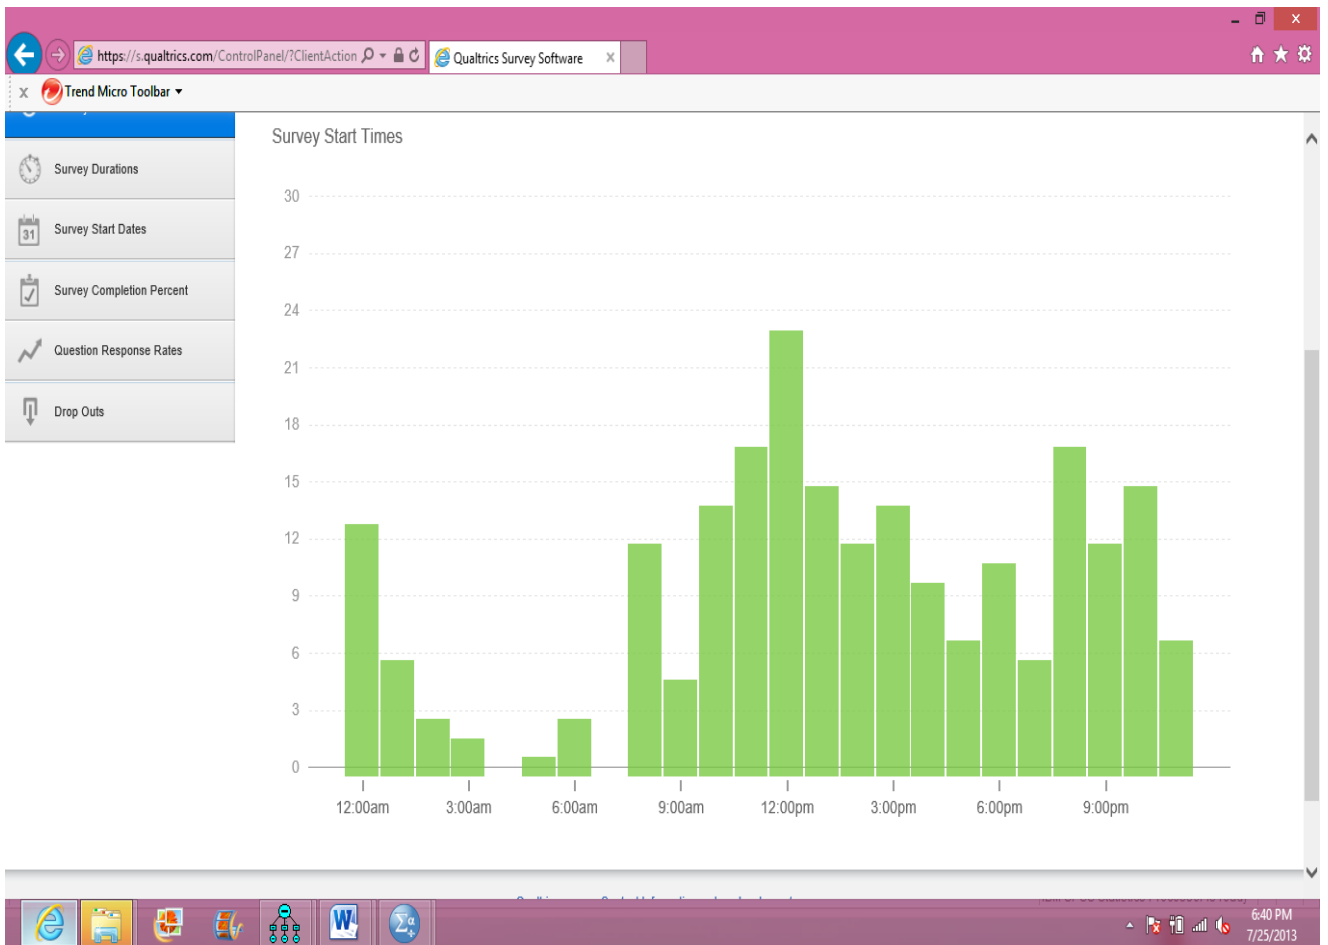 https://s.qualtrics.com/ControlPanel/?ClientAction
Qualtrics Survey Software
x Trend Micro Toolbar
Survey Start Times
Survey Durations
31
Survey Start Dates
Survey Completion Percent
Question Response Rates
Drop Outs
30
27
24
21
18
15
12
9
6
3
0
12:00am 3:00am 6:00am 9:00am 12:00pm 3:00pm 6:00pm 9:00pm
W
Σα
6:40 PM
7/25/2013